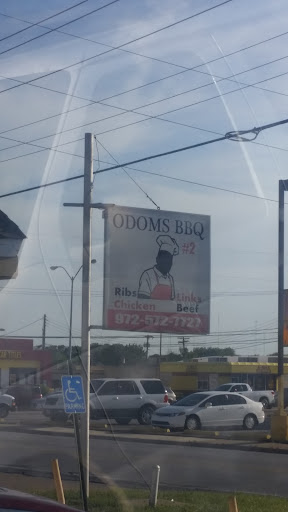 ODOMS BBQ
#2
Ribs Links
Chicken Beef
972-572-7727